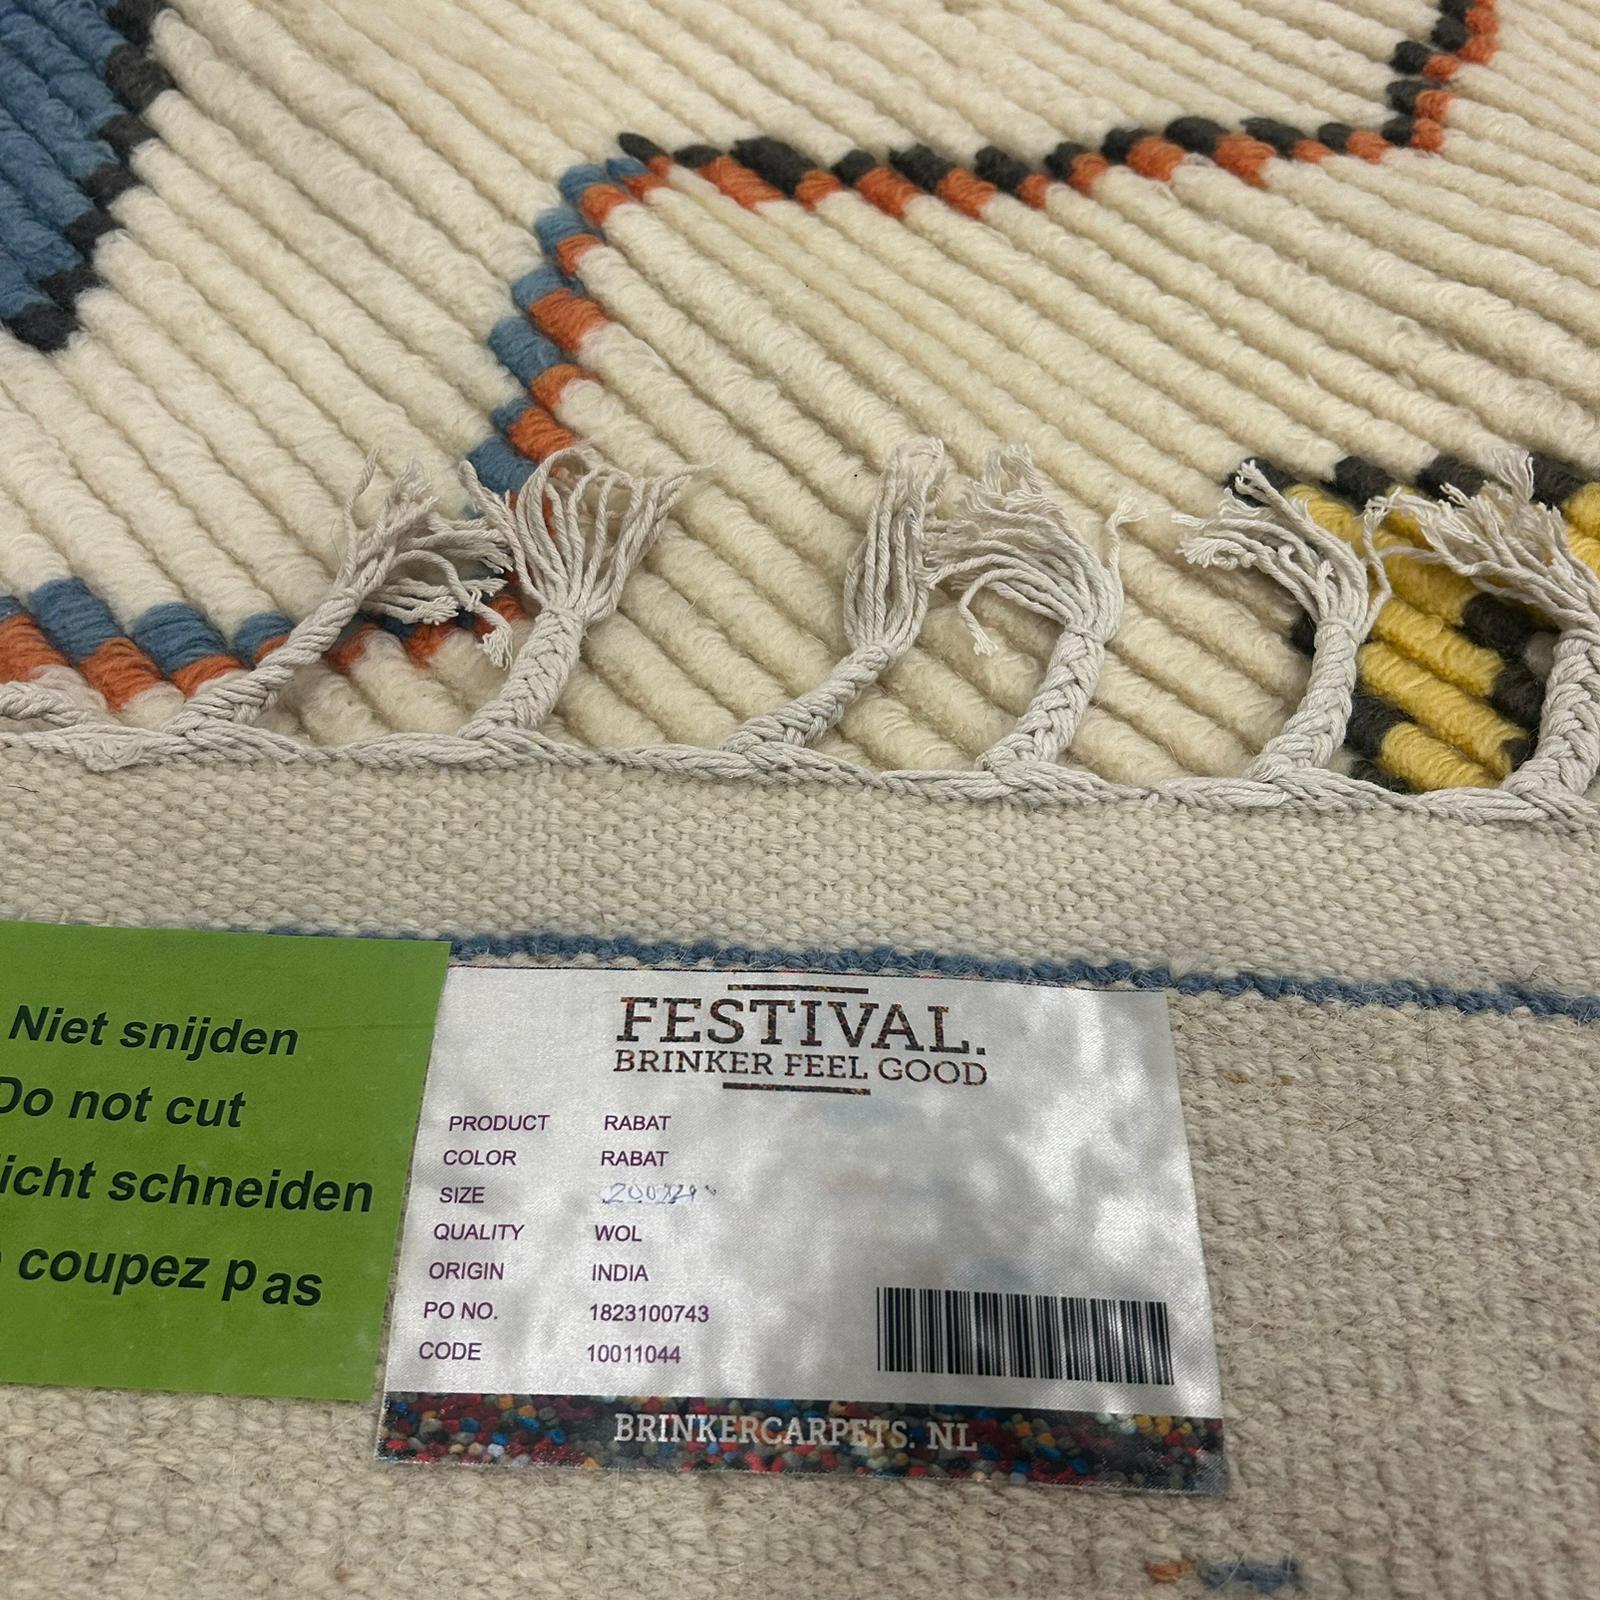 Niet snijden
Do not cut
icht schneiden
coupez pas
FESTIVAL.
BRINKER FEEL GOOD
PRODUCT RABAT
COLOR RABAT
SIZE
QUALITY WOL
ORIGIN INDIA
PO NO. 1823100743
CODE 10011044
BRINKERCARPETS. NL